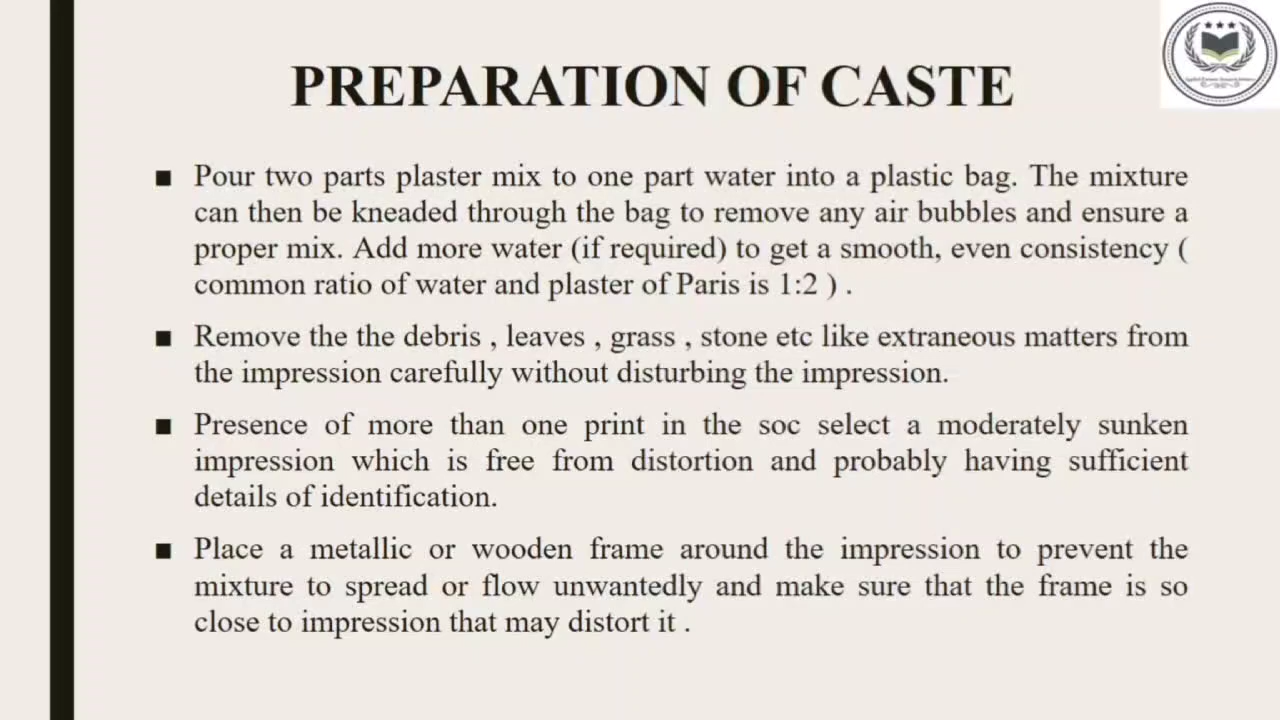 PREPARATION OF CASTE
▪ Pour two parts plaster mix to one part water into a plastic bag. The mixture
can then be kneaded through the bag to remove any air bubbles and ensure a
proper mix. Add more water (if required) to get a smooth, even consistency (
common ratio of water and plaster of Paris is 1:2 ) .
▪ Remove the the debris , leaves , grass , stone etc like extraneous matters from
the impression carefully without disturbing the impression.
▪ Presence of more than one print in the soc select a moderately sunken
impression which is free from distortion and probably having sufficient
details of identification.
▪ Place a metallic or wooden frame around the impression to prevent the
mixture to spread or flow unwantedly and make sure that the frame is so
close to impression that may distort it .